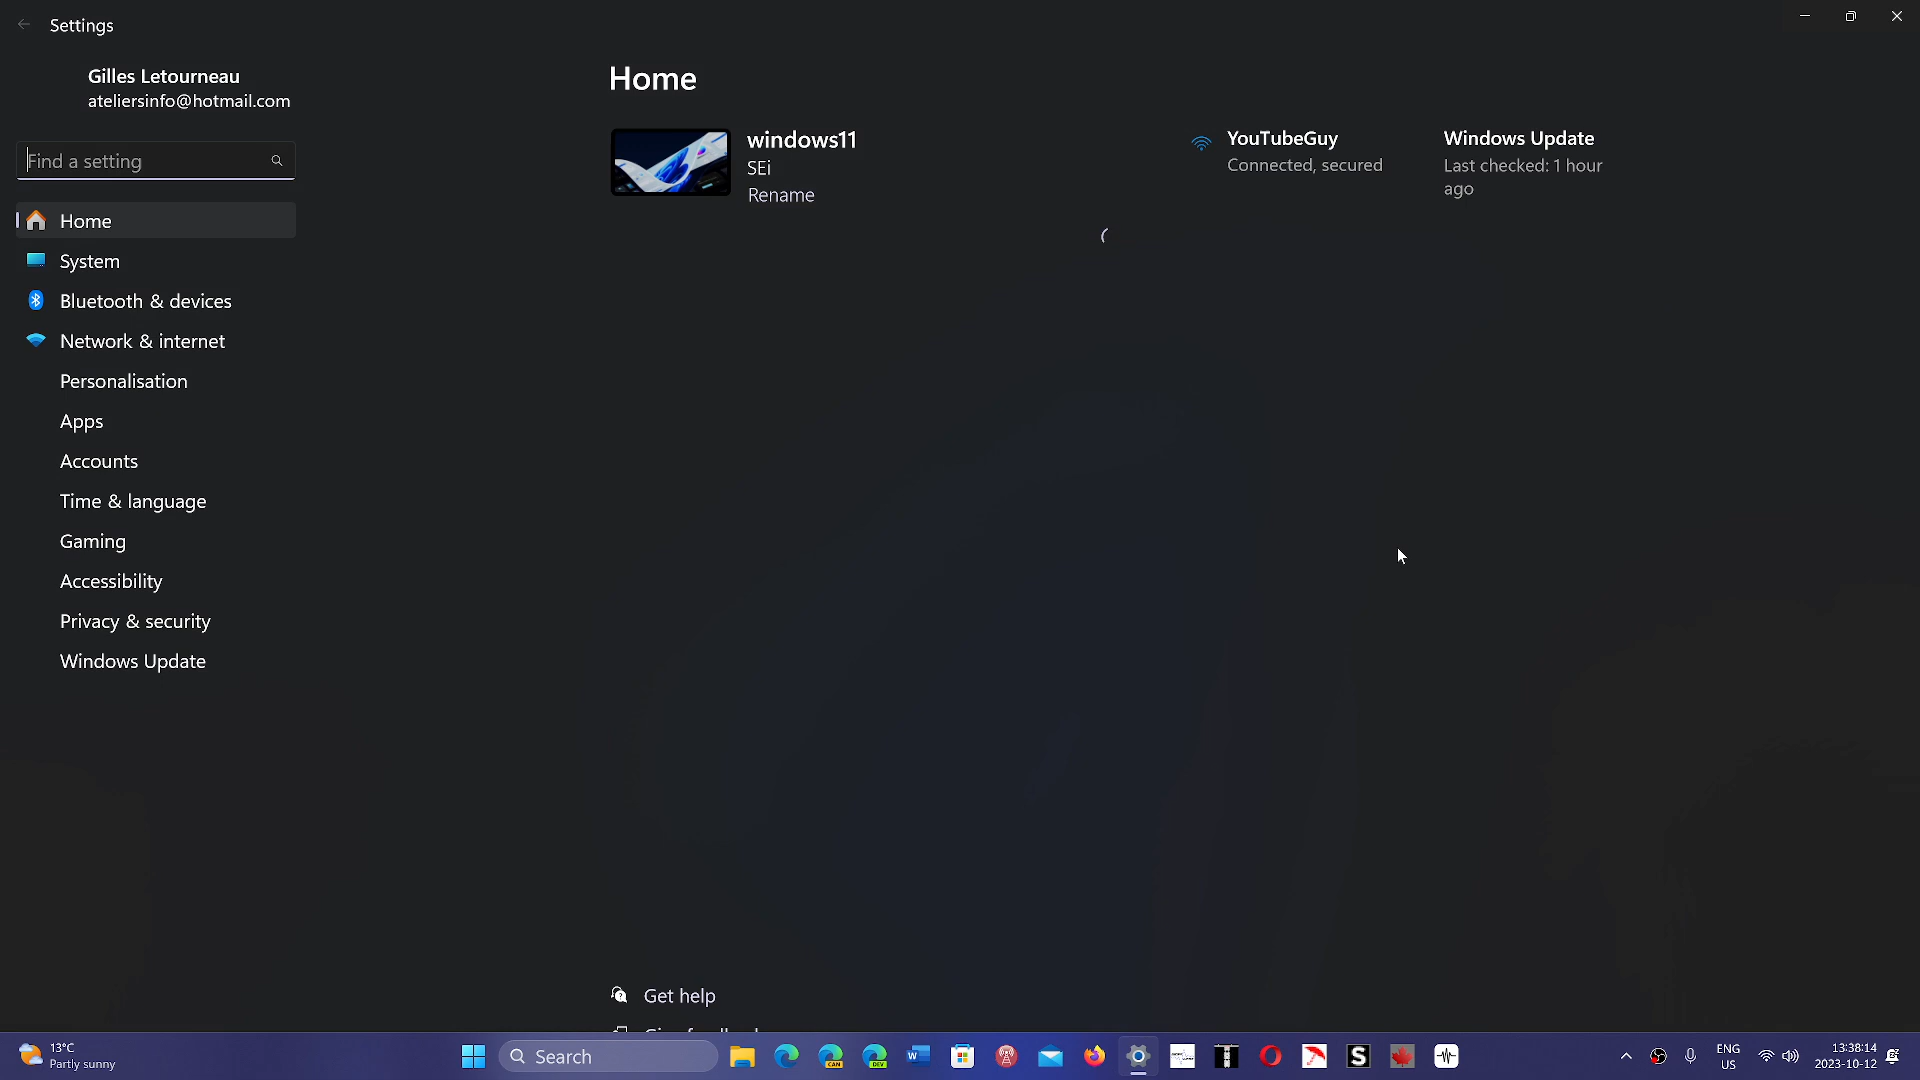 Settings
Gilles Letourneau
ateliersinfo@hotmail.com
Find a setting
Home
System
Bluetooth & devices
Network & internet
Personalisation
Apps
Accounts
Time & language
Gaming
Accessibility
Privacy & security
Windows Update
Home
windows11
SEi
Rename
YouTubeGuy
Connected, secured
Windows Update
Last checked: 1 hour
ago
Get help
13°C
Partly sunny
Search
CAN
DEV
W
S
ENG
US
13:38:14
2023-10-12